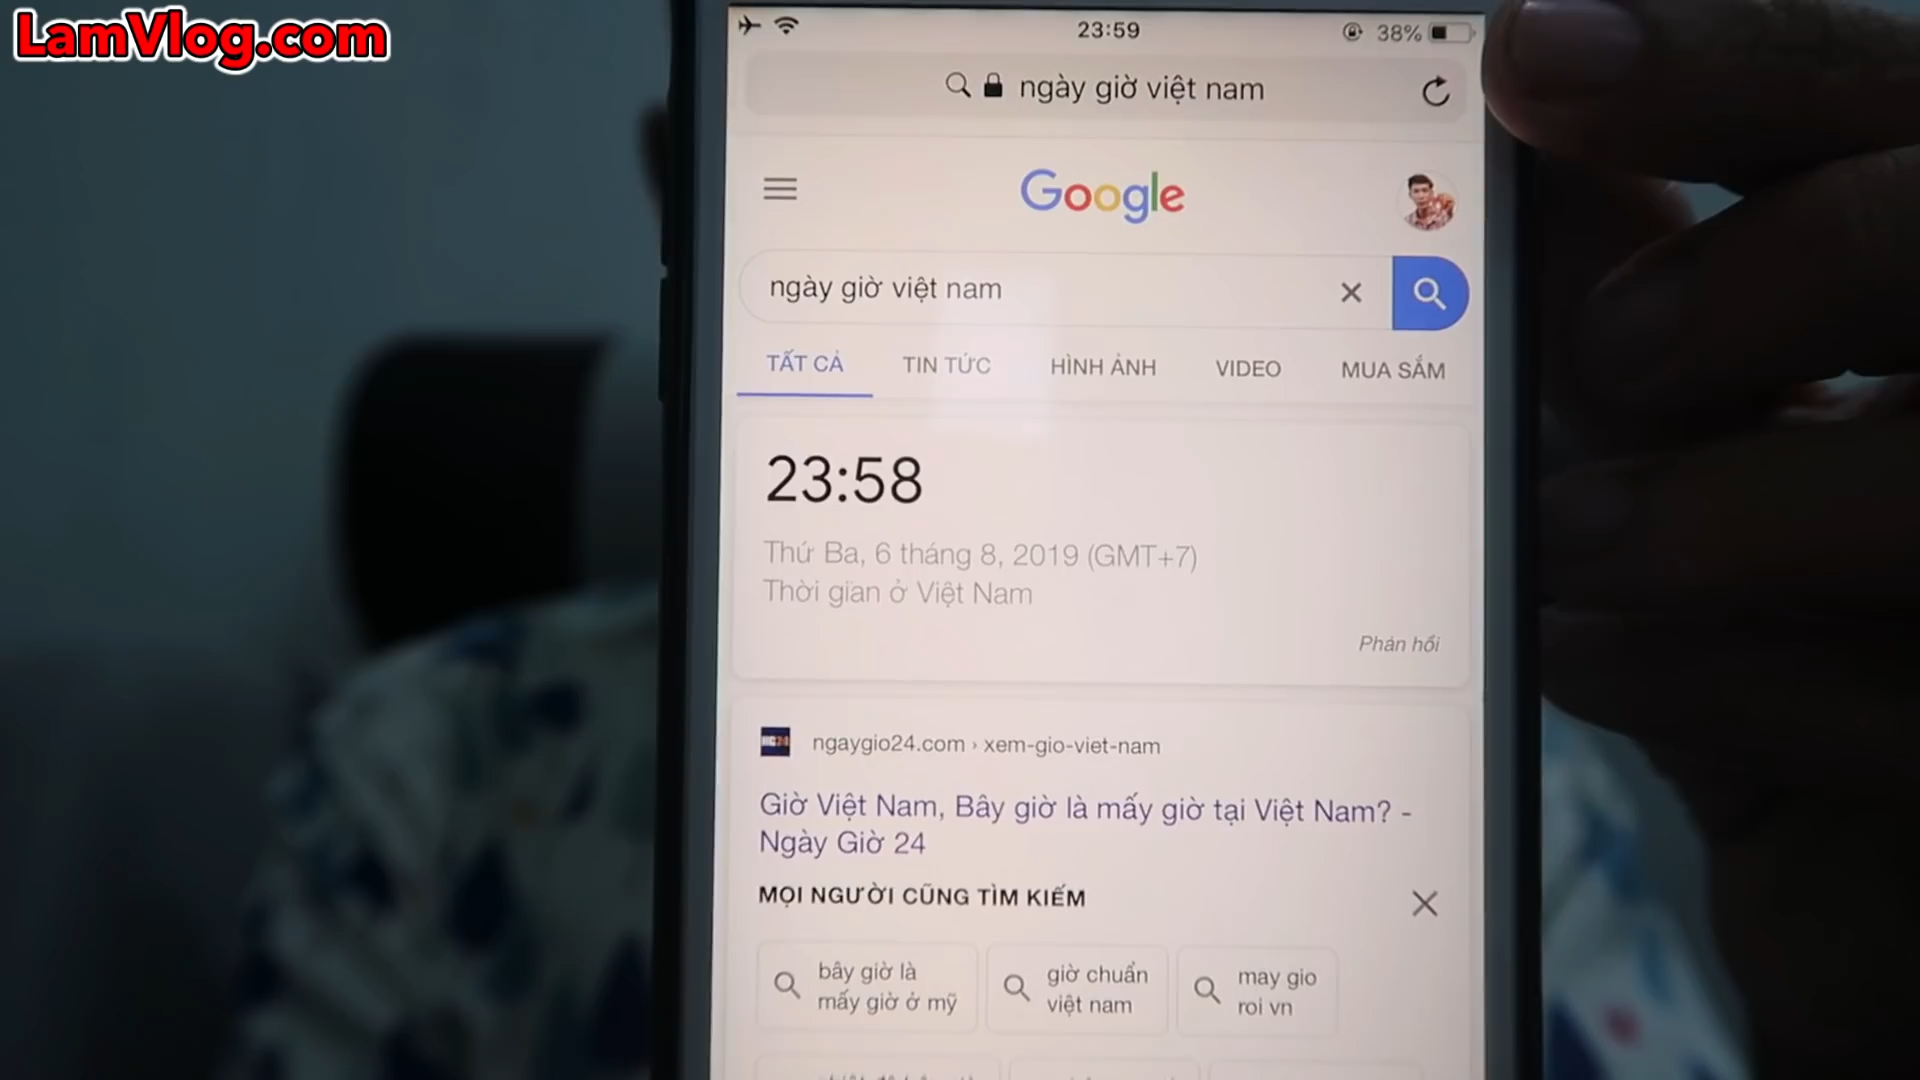 LamVlog.com
23:59
38%
ngày giờ việt nam
Google
ngày giờ việt nam
TẤT CẢ
TIN TỨC
HÌNH ẢNH
VIDEO
MUA SẮM
23:58
Thứ Ba, 6 tháng 8, 2019 (GMT+7)
Thời gian ở Việt Nam
Phản hồi
ngaygio24.com › xem-gio-viet-nam
Giờ Việt Nam, Bây giờ là mấy giờ tại Việt Nam? -
Ngày Giờ 24
MỌI NGƯỜI CŨNG TÌM KIẾM
bây giờ là
mấy giờ ở mỹ
giờ chuẩn
việt nam
may gio
roi vn